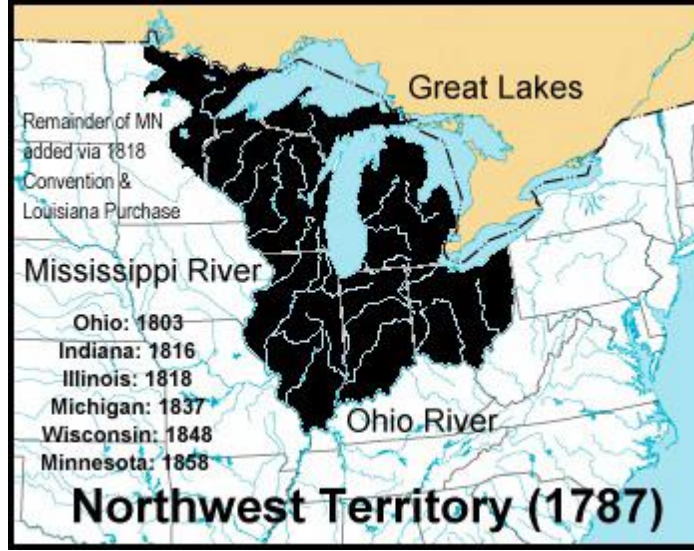 Great Lakes
Remainder of MN
added via 1818
Convention &
Louisiana Purchase
Mississippi River
Ohio: 1803
Indiana: 1816
Illinois: 1818
Michigan: 1837
Wisconsin: 1848
Minnesota: 1858
Ohio River
Northwest Territory (1787)